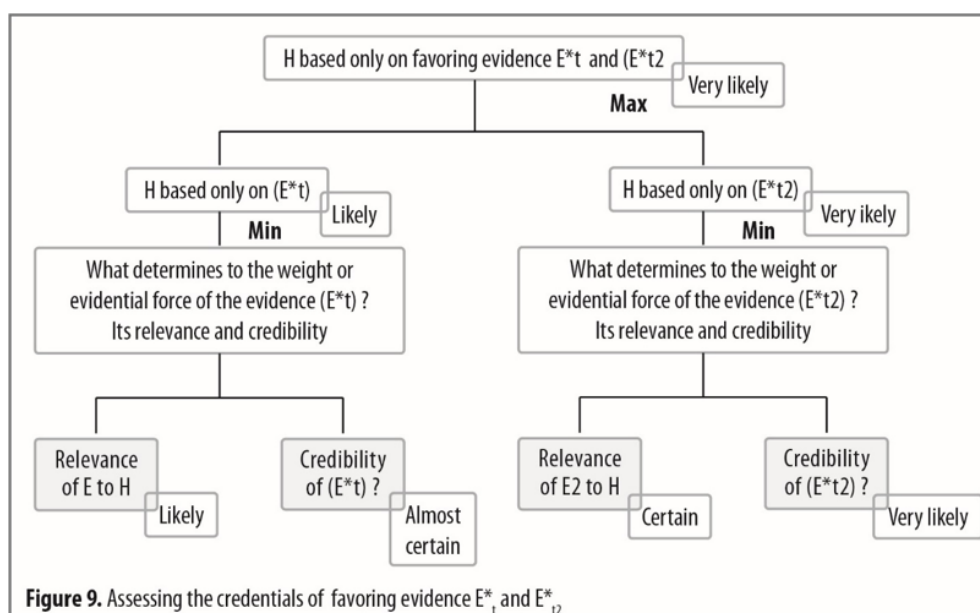 H based only on favoring evidence E*t and (E*t2
Very likely
Max
H based only on (E*t)
Likely
Min
H based only on (E*t2)
Very ikely
Min
What determines to the weight or
evidential force of the evidence (E*t) ?
Its relevance and credibility
What determines to the weight or
evidential force of the evidence (E*t2) ?
Its relevance and credibility
Relevance
of E to H
Likely
Credibility
of (E*t) ?
Almost
certain
Relevance
of E2 to H
Certain
Credibility
of (E*t2) ?
Very likely
Figure 9. Assessing the credentials of favoring evidence E*t and E*t2